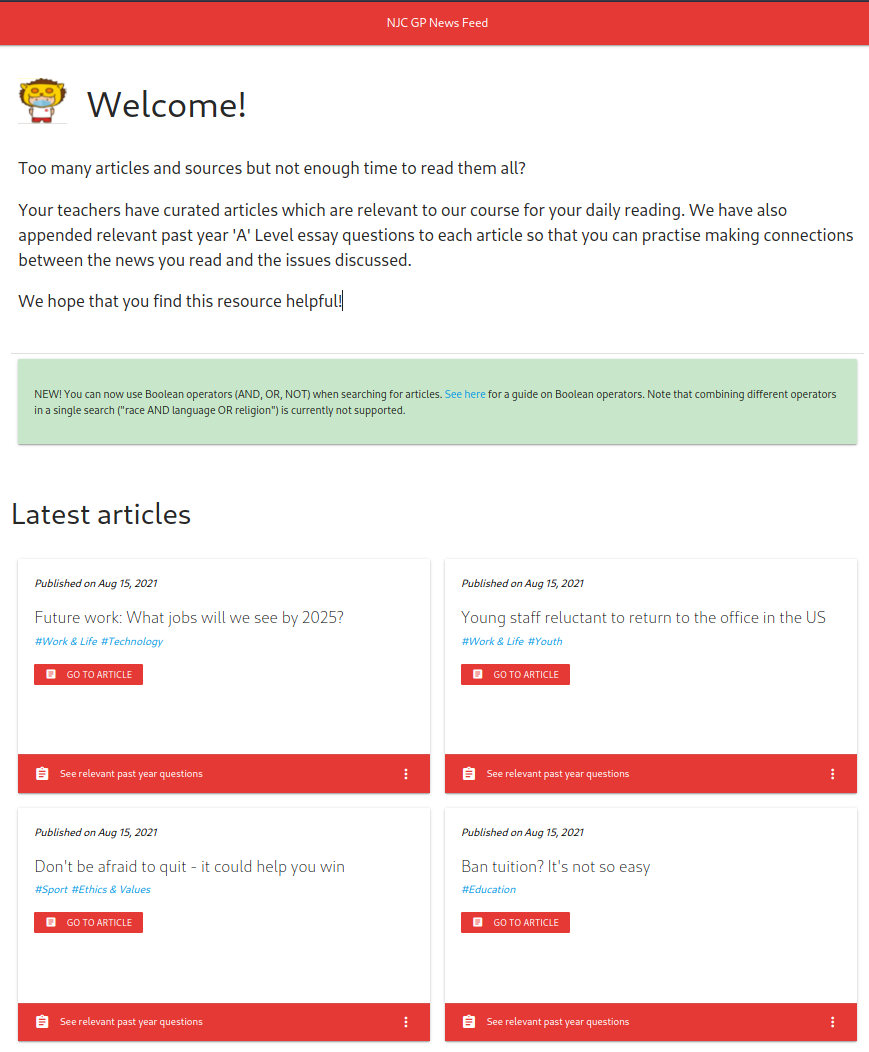 NJC GP News Feed
Welcome!
Too many articles and sources but not enough time to read them all?
Your teachers have curated articles which are relevant to our course for your daily reading. We have also
appended relevant past year 'A' Level essay questions to each article so that you can practise making connections
between the news you read and the issues discussed.
We hope that you find this resource helpful!
NEW! You can now use Boolean operators (AND, OR, NOT) when searching for articles. See here for a guide on Boolean operators. Note that combining different operators
in a single search ("race AND language OR religion") is currently not supported.
Latest articles
Published on Aug 15, 2021
Future work: What jobs will we see by 2025?
#Work & Life #Technology
GO TO ARTICLE
See relevant past year questions
Published on Aug 15, 2021
Young staff reluctant to return to the office in the US
#Work & Life #Youth
GO TO ARTICLE
See relevant past year questions
Published on Aug 15, 2021
Don't be afraid to quit - it could help you win
#Sport #Ethics & Values
GO TO ARTICLE
See relevant past year questions
Published on Aug 15, 2021
Ban tuition? It's not so easy
#Education
GO TO ARTICLE
See relevant past year questions